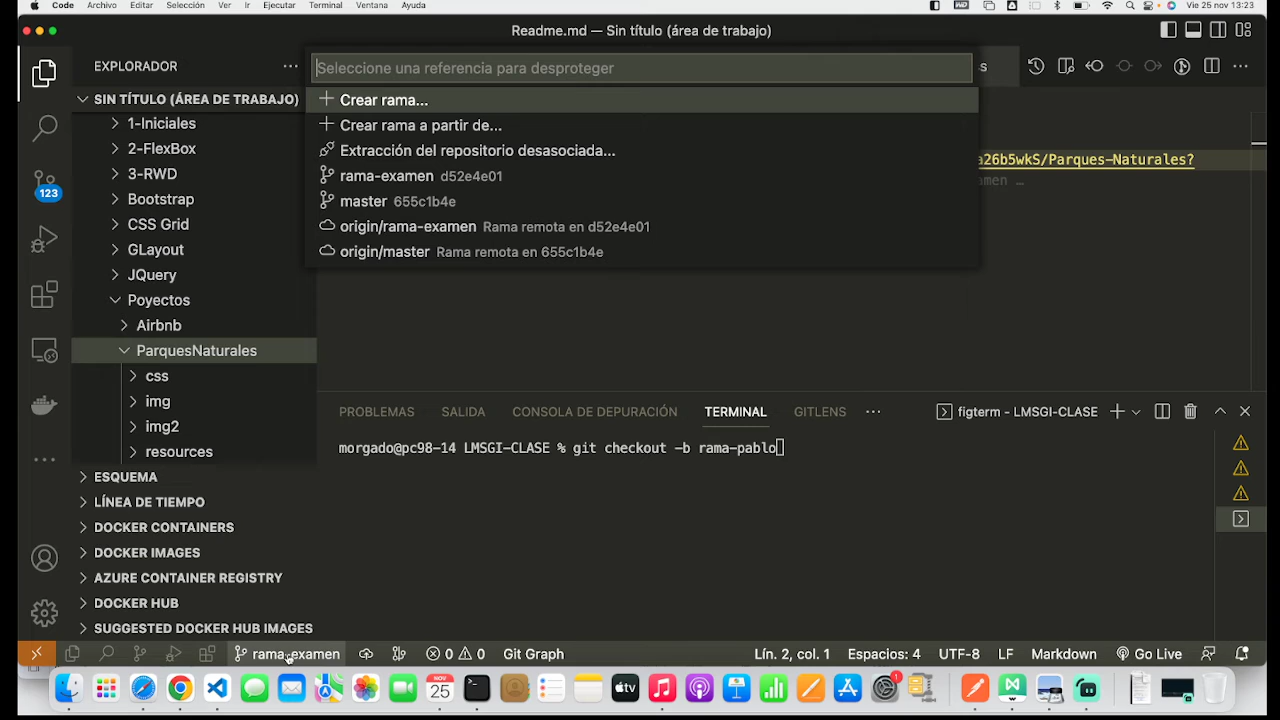 Code Archivo Editar Selección Ver Ir Ejecutar Terminal Ventana Ayuda
Vie 25 nov 13:23
Readme.md — Sin título (área de trabajo)
EXPLORADOR
Seleccione una referencia para desproteger
s
SIN TÍTULO (ÁREA DE TRABAJO)
Crear rama...
1-Iniciales
Crear rama a partir de...
2-FlexBox
Extracción del repositorio desasociada...
a26b5wkS/Parques-Naturales?
3-RWD
rama-examen d52e4e01
amen …
Bootstrap
master 655c1b4e
123
CSS Grid
origin/rama-examen Rama remota en d52e4e01
GLayout
origin/master Rama remota en 655c1b4e
JQuery
Poyectos
Airbnb
ParquesNaturales
css
img
img2
resources
PROBLEMAS SALIDA CONSOLA DE DEPURACIÓN TERMINAL GITLENS
figterm - LMSGI-CLASE
morgado@pc98-14 LMSGI-CLASE % git checkout -b rama-pablo
ESQUEMA
LÍNEA DE TIEMPO
DOCKER CONTAINERS
DOCKER IMAGES
AZURE CONTAINER REGISTRY
DOCKER HUB
SUGGESTED DOCKER HUB IMAGES
rama-examen 0 0 Git Graph Lín. 2, col. 1 Espacios: 4 UTF-8 LF Markdown Go Live
NOV
25
tv
1